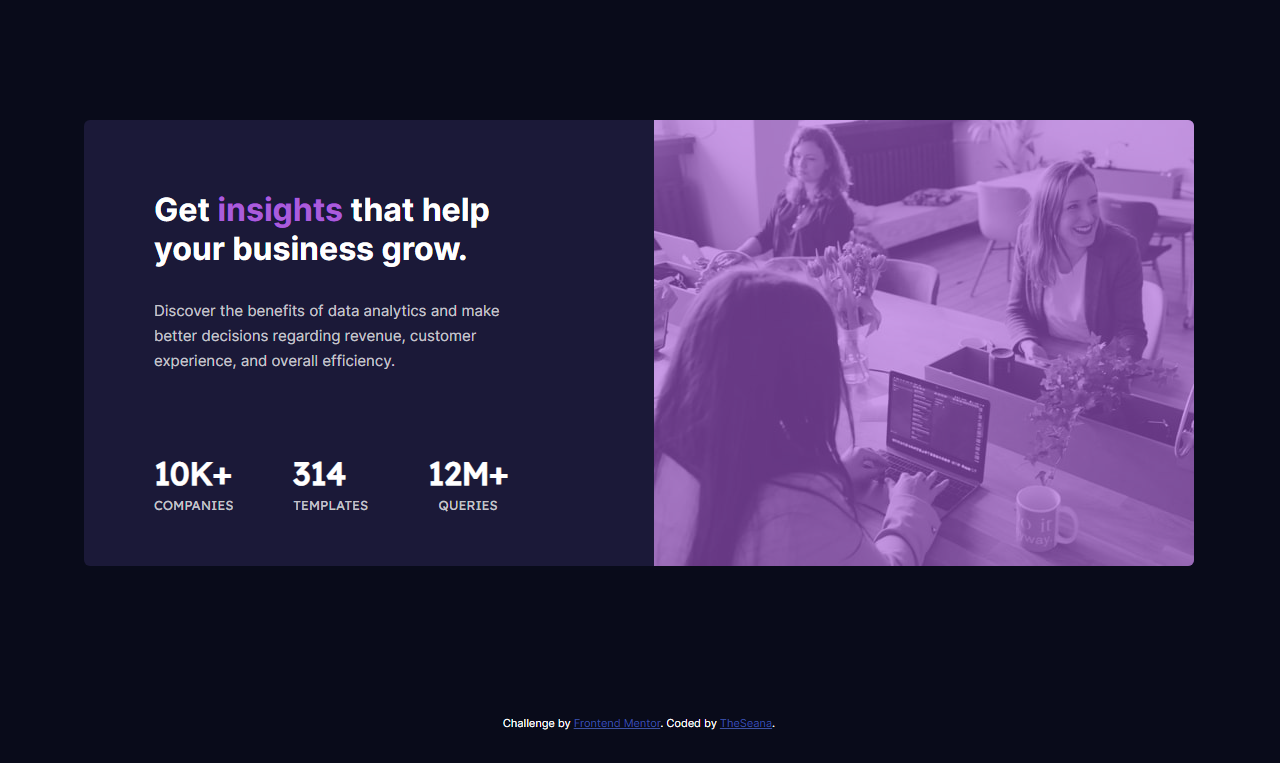 Get insights that help
your business grow.
Discover the benefits of data analytics and make
better decisions regarding revenue, customer
experience, and overall efficiency.
10K+ 314 12M+
COMPANIES TEMPLATES QUERIES
Challenge by Frontend Mentor. Coded by TheSeana.